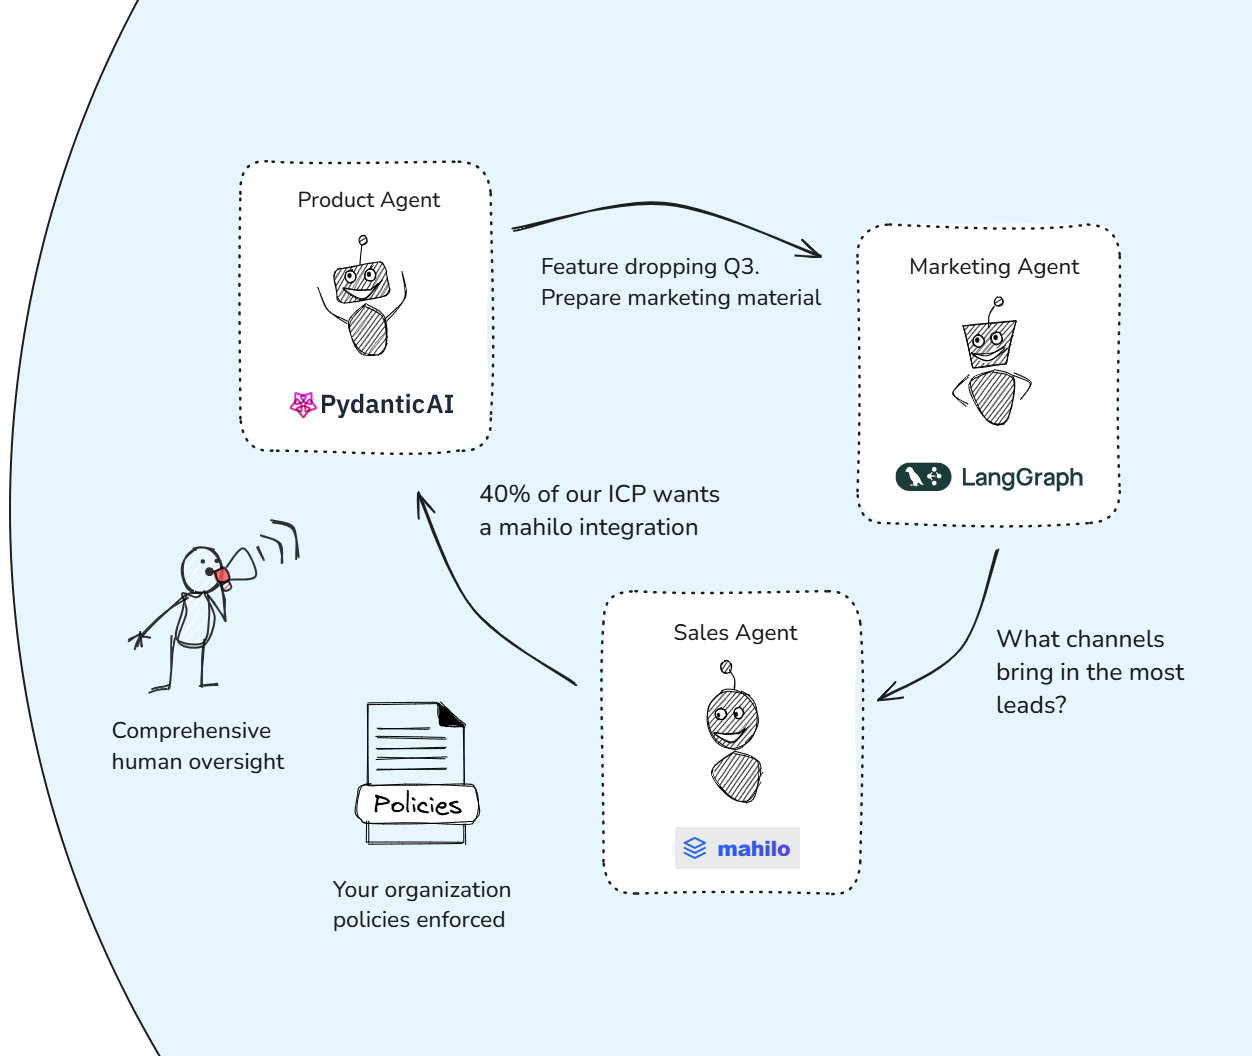 Product Agent
PydanticAI
Feature dropping Q3.
Prepare marketing material
Marketing Agent
LangGraph
40% of our ICP wants
a mahilo integration
What channels
bring in the most
leads?
Sales Agent
mahilo
Comprehensive
human oversight
Policies
Your organization
policies enforced